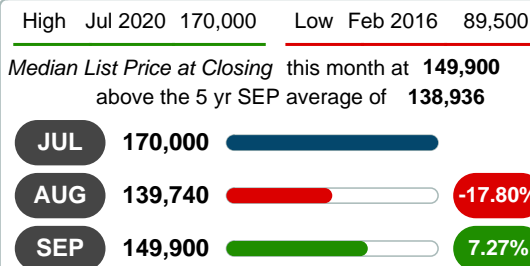 High Jul 2020 170,000 Low Feb 2016 89,500
Median List Price at Closing this month at 149,900
above the 5 yr SEP average of 138,936
JUL 170,000
AUG 139,740 -17.80%
SEP 149,900 7.27%